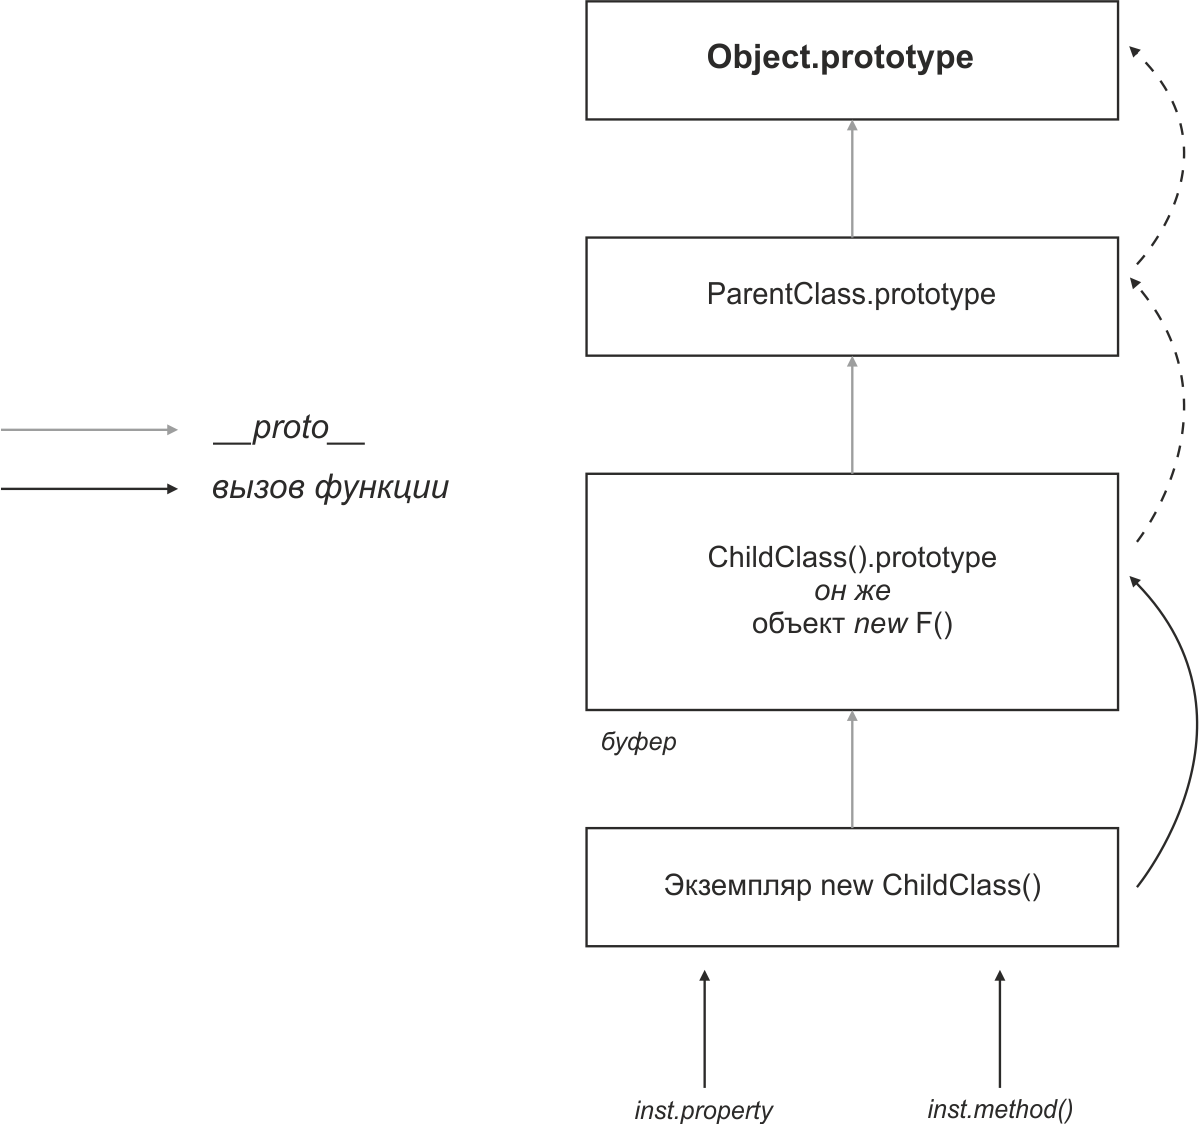 Object.prototype
ParentClass.prototype
__proto__
вызов функции
ChildClass().prototype
он же
объект new F()
буфер
Экземпляр new ChildClass()
inst.property
inst.method()